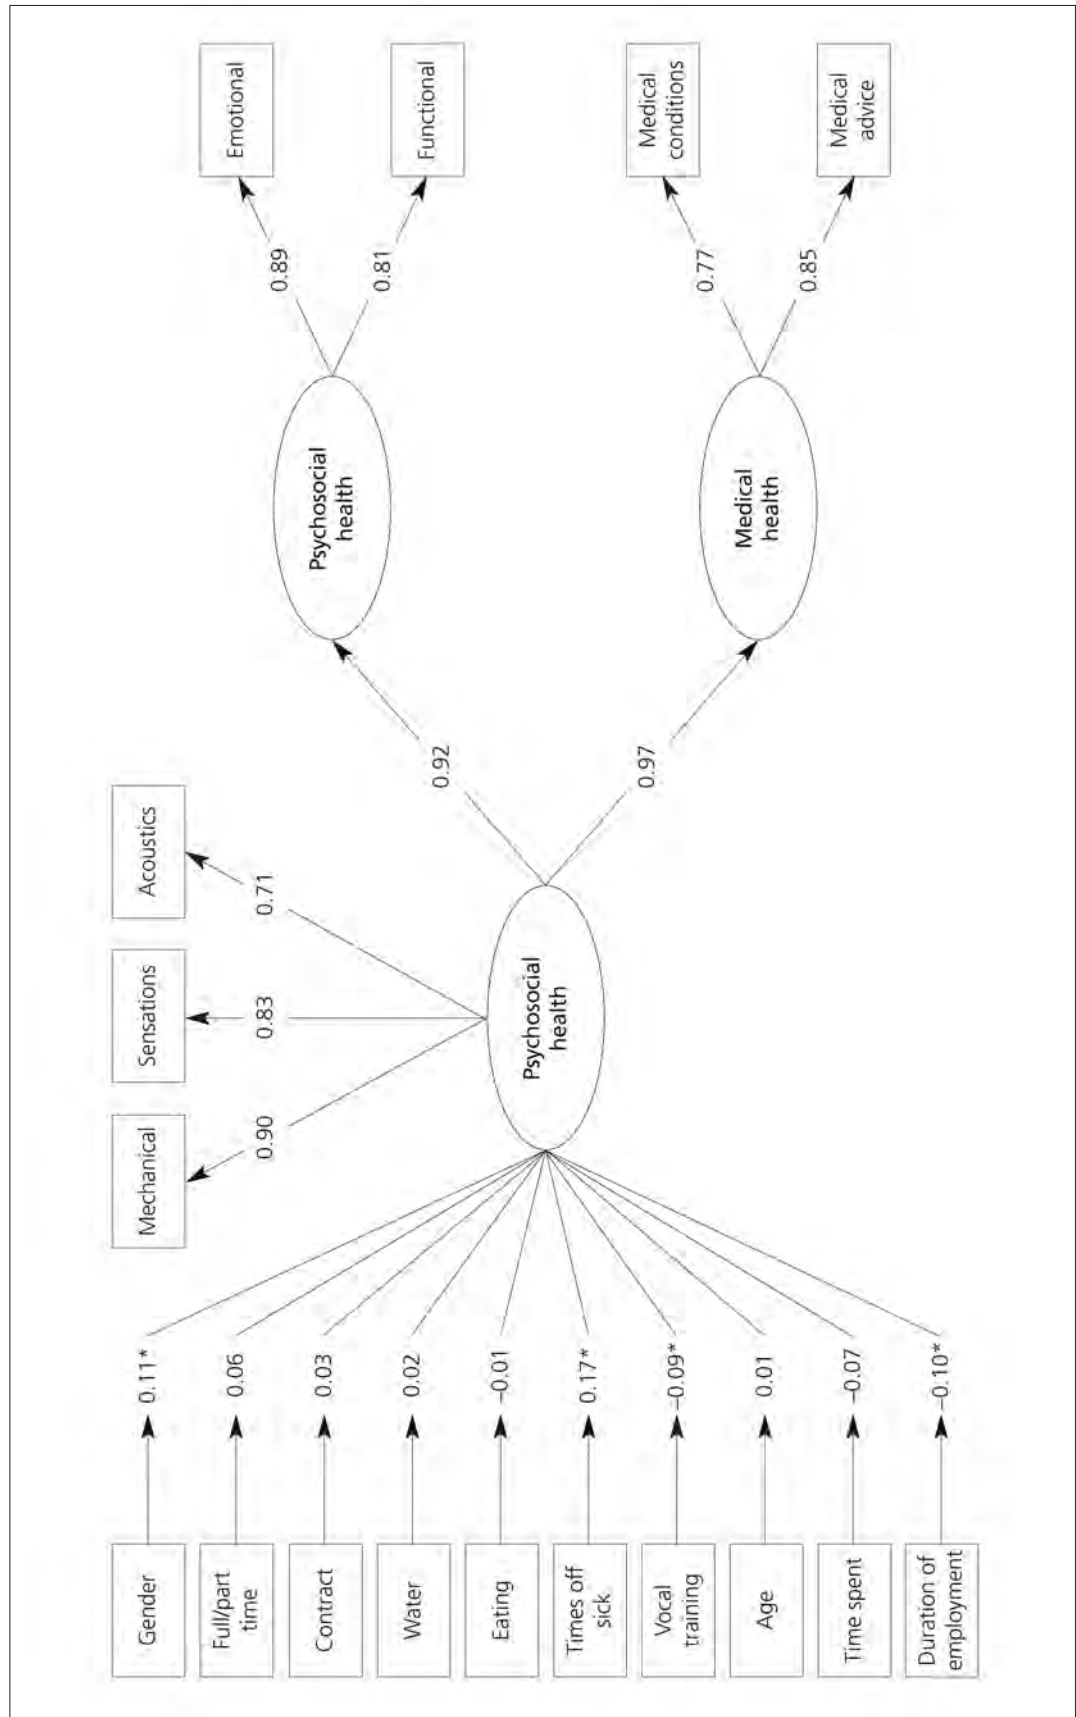 Gender
0.11*
Full/part
time
0.06
Contract
0.03
Water
0.02
Eating
–0.01
Times off
sick
0.17*
Vocal
training
–0.09*
Age
0.01
Time spent
–0.07
Duration of
employment
–0.10*
Mechanical
0.90
Sensations
0.83
Acoustics
0.71
Psychosocial
health
0.92
0.97
Psychosocial
health
0.89
Emotional
0.81
Functional
Medical
health
0.77
Medical
conditions
0.85
Medical
advice